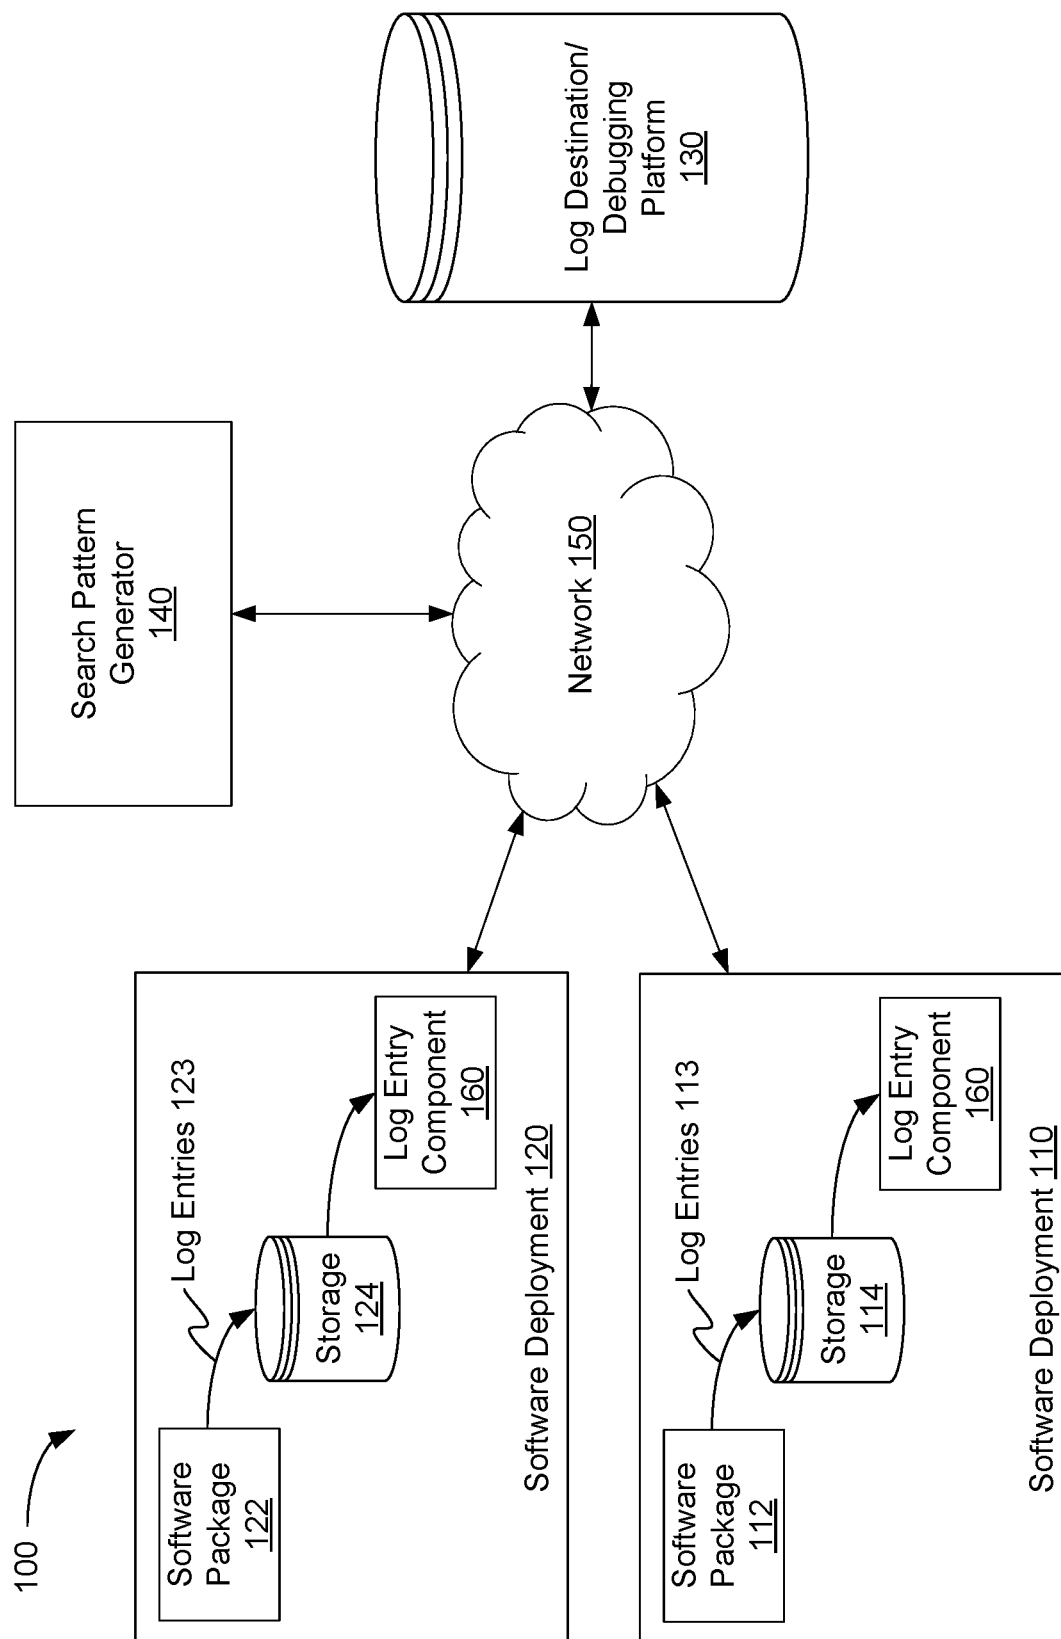 100
Software
Package
122
Log Entries 123
Storage
124
Log Entry
Component
160
Software Deployment 120
Software
Package
112
Log Entries 113
Storage
114
Log Entry
Component
160
Software Deployment 110
Search Pattern
Generator
140
Network 150
Log Destination/
Debugging
Platform
130